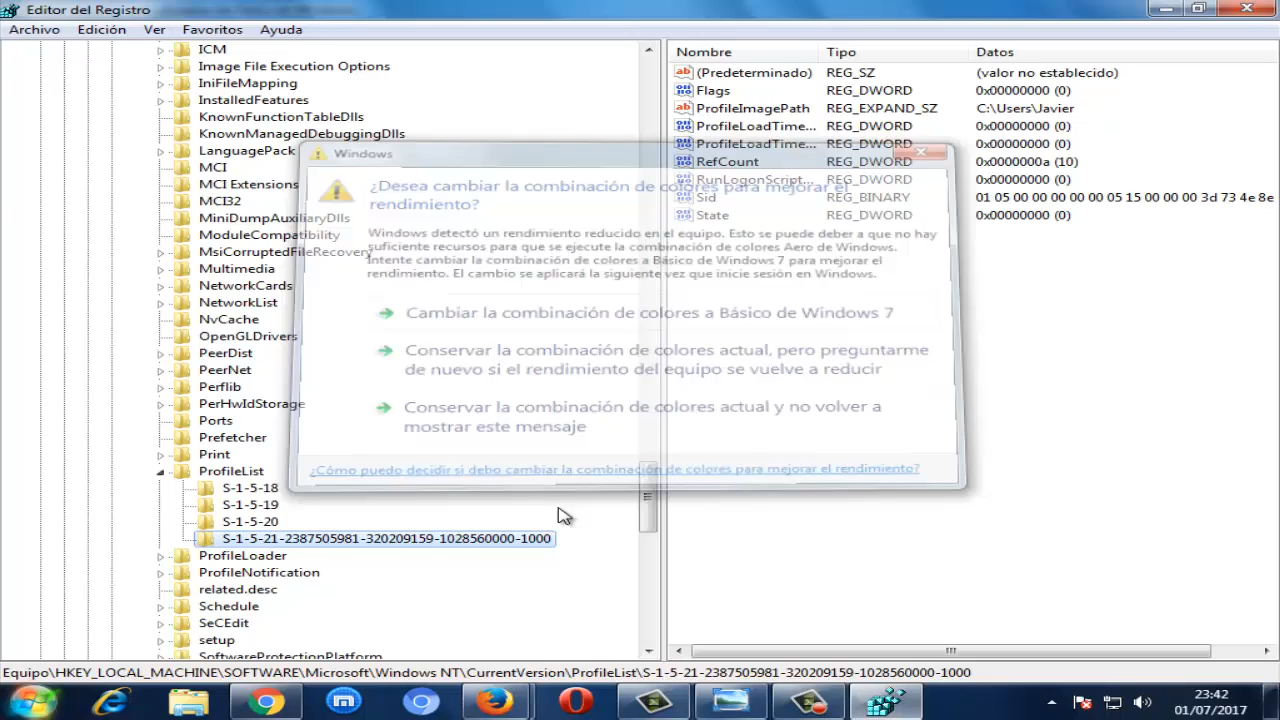 Editor del Registro
Archivo Edición Ver Favoritos Ayuda
ICM
Image File Execution Options
IniFileMapping
InstalledFeatures
KnownFunctionTableDlls
KnownManagedDebuggingDlls
LanguagePack
MCI
MCI Extensions
MCI32
MiniDumpAuxiliaryDlls
ModuleCompatibility
MsiCorruptedFileRecovery
Multimedia
NetworkCards
NetworkList
NvCache
OpenGLDrivers
PeerDist
PeerNet
Perflib
PerHwIdStorage
Ports
Prefetcher
Print
ProfileList
S-1-5-18
S-1-5-19
S-1-5-20
S-1-5-21-2387505981-320209159-1028560000-1000
ProfileLoader
ProfileNotification
related.desc
Schedule
SeCEdit
setup
SoftwareProtectionPlatform
Nombre Tipo Datos
(Predeterminado) REG_SZ (valor no establecido)
Flags REG_DWORD 0x00000000 (0)
ProfileImagePath REG_EXPAND_SZ C:\Users\Javier
ProfileLoadTime... REG_DWORD 0x00000000 (0)
ProfileLoadTime... REG_DWORD 0x00000000 (0)
RefCount REG_DWORD 0x0000000a (10)
RunLogonScript... REG_DWORD 0x00000000 (0)
Sid REG_BINARY 01 05 00 00 00 00 00 05 15 00 00 00 3d 73 4e 8e
State REG_DWORD 0x00000000 (0)
Windows
¿Desea cambiar la combinación de colores para mejorar el
rendimiento?
Windows detectó un rendimiento reducido en el equipo. Esto se puede deber a que no hay
suficiente recursos para que se ejecute la combinación de colores Aero de Windows.
Intente cambiar la combinación de colores a Básico de Windows 7 para mejorar el
rendimiento. El cambio se aplicará la siguiente vez que inicie sesión en Windows.
Cambiar la combinación de colores a Básico de Windows 7
Conservar la combinación de colores actual, pero preguntarme
de nuevo si el rendimiento del equipo se vuelve a reducir
Conservar la combinación de colores actual y no volver a
mostrar este mensaje
¿Cómo puedo decidir si debo cambiar la combinación de colores para mejorar el rendimiento?
Equipo\HKEY_LOCAL_MACHINE\SOFTWARE\Microsoft\Windows NT\CurrentVersion\ProfileList\S-1-5-21-2387505981-320209159-1028560000-1000
23:42
01/07/2017